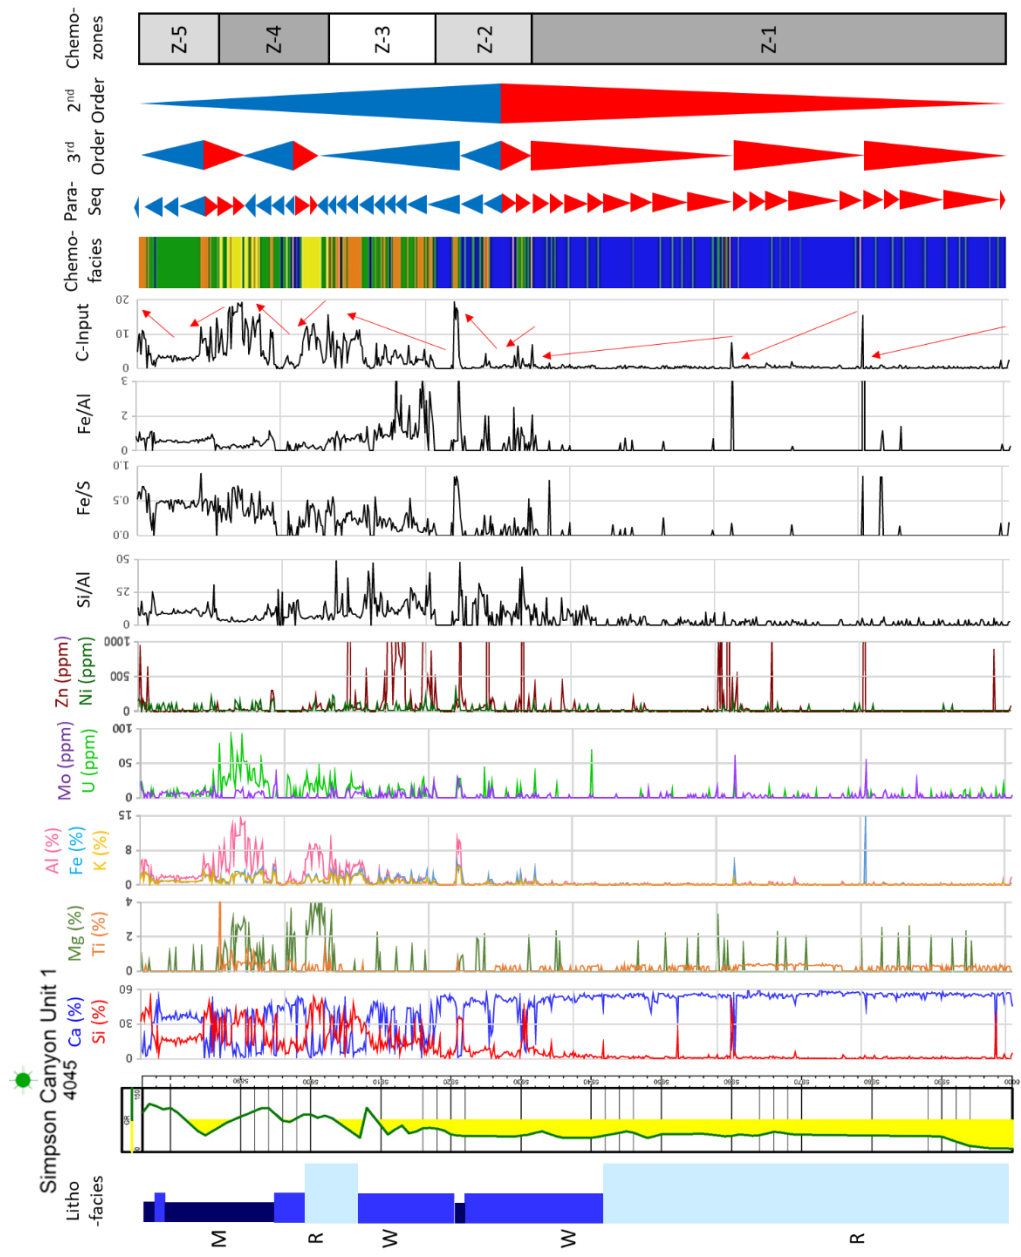 Chemo-
zones
Z-5
Z-4
Z-3
Z-2
Z-1
2nd
Order
3rd
Order
Para-
Seq
Chemo-
facies
C-Input
20
10
0
Fe/Al
3
2
0
Fe/S
1.0
0.5
0.0
Si/Al
50
25
0
Zn (ppm)
Ni (ppm)
1000
500
0
Mo (ppm)
U (ppm)
100
50
0
Al (%)
Fe (%)
K (%)
15
8
0
Mg (%)
Ti (%)
4
2
0
Ca (%)
Si (%)
60
30
0
Simpson Canyon Unit 1
4045
GR
Litho
-facies
M
R
W
W
R